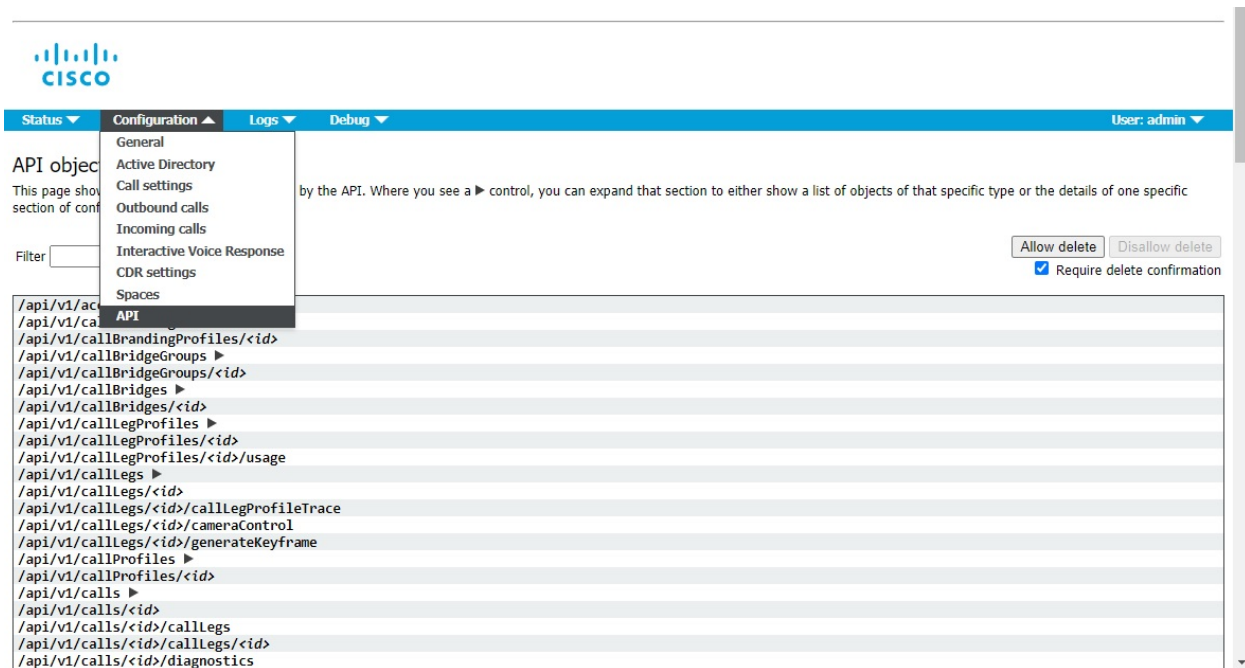 CISCO
Status Configuration Logs Debug User: admin
General
API objec Active Directory
Call settings
This page show by the API. Where you see a ▶ control, you can expand that section to either show a list of objects of that specific type or the details of one specific
section of conf Outbound calls
Incoming calls
Filter Interactive Voice Response Allow delete Disallow delete
CDR settings Require delete confirmation
Spaces
/api/v1/acc
API
/api/v1/cal
/api/v1/callBrandingProfiles/<id>
/api/v1/callBridgeGroups ▶
/api/v1/callBridgeGroups/<id>
/api/v1/callBridges ▶
/api/v1/callBridges/<id>
/api/v1/callLegProfiles ▶
/api/v1/callLegProfiles/<id>
/api/v1/callLegProfiles/<id>/usage
/api/v1/callLegs ▶
/api/v1/callLegs/<id>
/api/v1/callLegs/<id>/callLegProfileTrace
/api/v1/callLegs/<id>/cameraControl
/api/v1/callLegs/<id>/generateKeyframe
/api/v1/callProfiles ▶
/api/v1/callProfiles/<id>
/api/v1/calls ▶
/api/v1/calls/<id>
/api/v1/calls/<id>/callLegs
/api/v1/calls/<id>/callLegs/<id>
/api/v1/calls/<id>/diagnostics